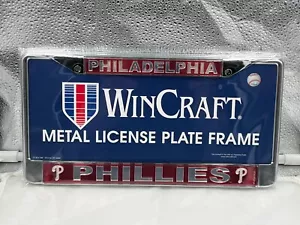 PHILADELPHIA
WINCRAFT
METAL LICENSE PLATE FRAME
P PHILLIES P